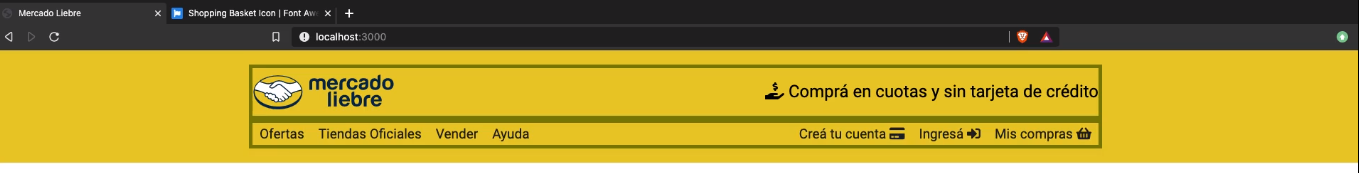 Mercado Liebre
Shopping Basket Icon | Font Aw
localhost:3000
mercado
liebre
Comprá en cuotas y sin tarjeta de crédito
Ofertas Tiendas Oficiales Vender Ayuda
Creá tu cuenta Ingresá Mis compras